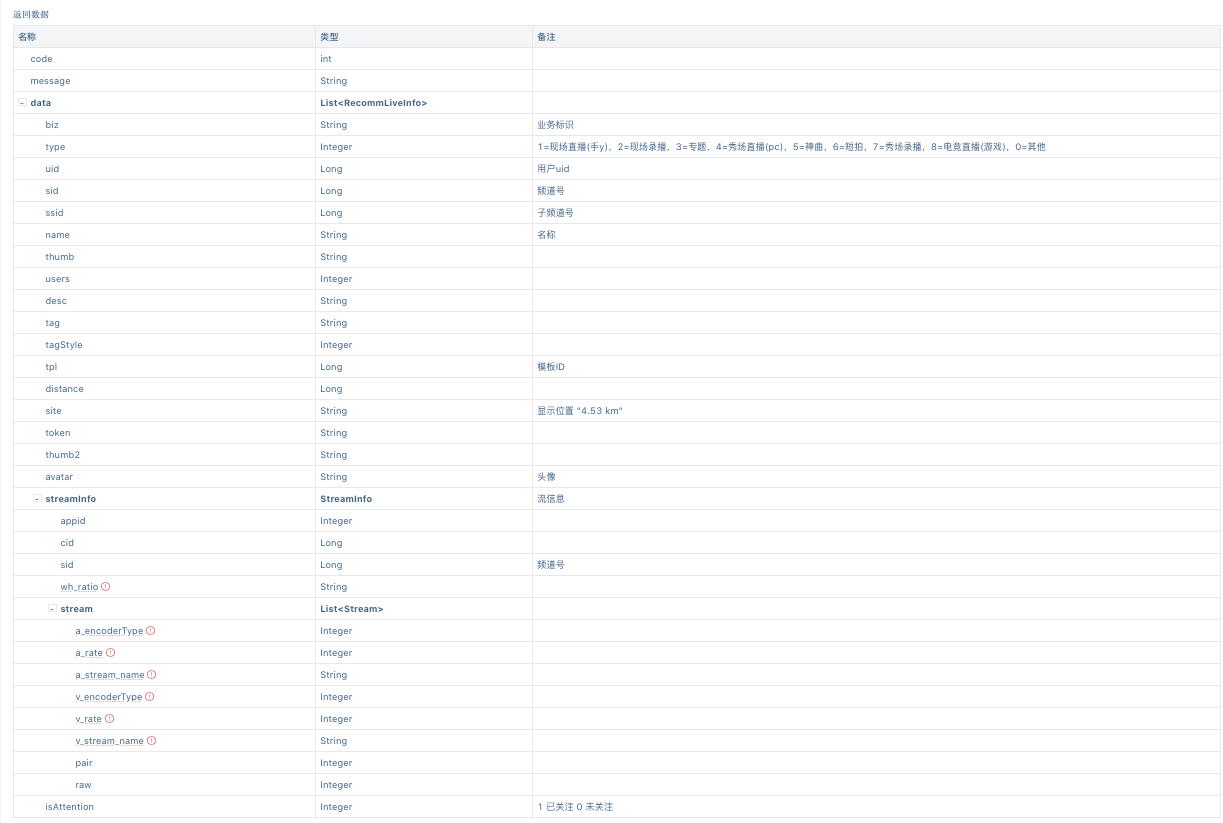 返回数据
名称 类型 备注
code int
message String
data List<RecommLiveInfo>
biz String 业务标识
type Integer 1=现场直播(手y)，2=现场录播，3=专题，4=秀场直播(pc)，5=神曲，6=短拍，7=秀场录播，8=电竞直播(游戏)，0=其他
uid Long 用户uid
sid Long 频道号
ssid Long 子频道号
name String 名称
thumb String
users Integer
desc String
tag String
tagStyle Integer
tpl Long 模板ID
distance Long
site String 显示位置 "4.53 km"
token String
thumb2 String
avatar String 头像
streamInfo StreamInfo 流信息
appid Integer
cid Long
sid Long 频道号
wh_ratio String
stream List<Stream>
a_encoderType Integer
a_rate Integer
a_stream_name String
v_encoderType Integer
v_rate Integer
v_stream_name String
pair Integer
raw Integer
isAttention Integer 1 已关注 0 未关注